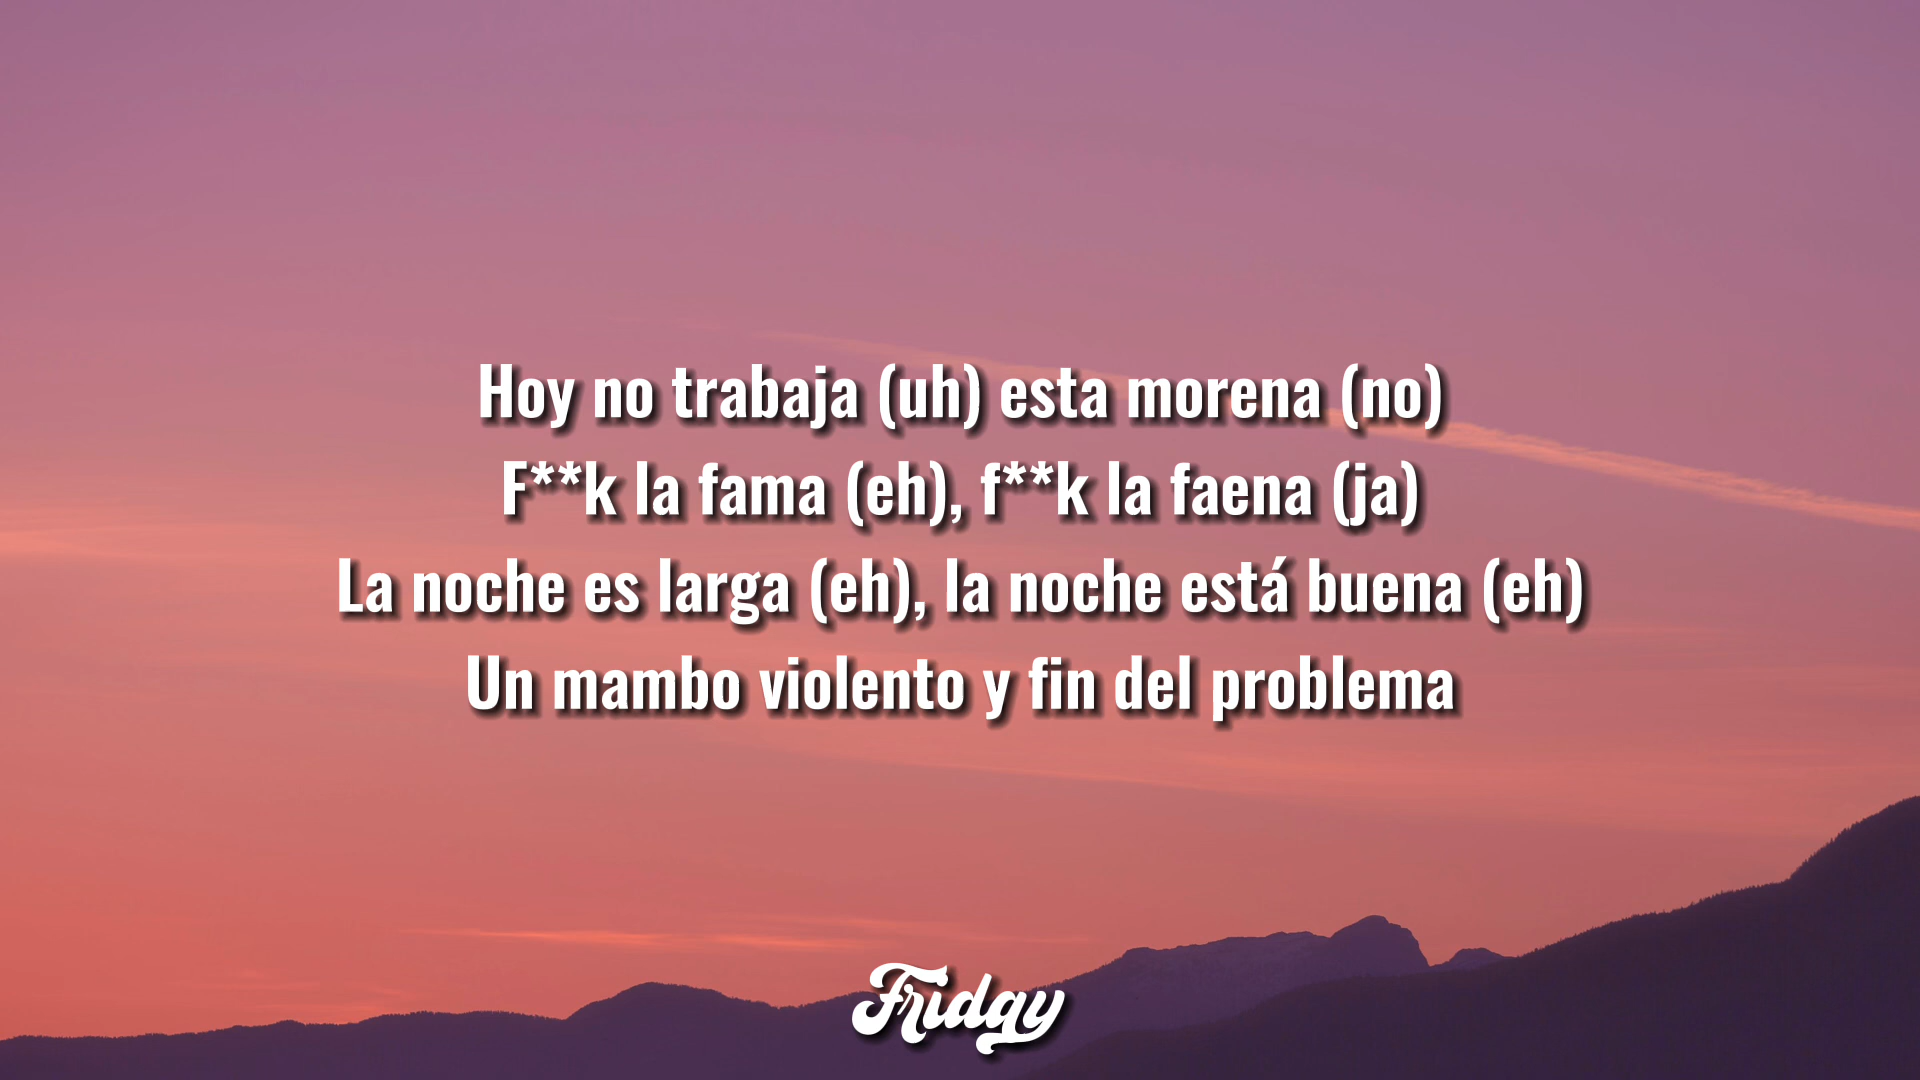 Hoy no trabaja (uh) esta morena (no)
F**k la fama (eh), f**k la faena (ja)
La noche es larga (eh), la noche está buena (eh)
Un mambo violento y fin del problema
Friday